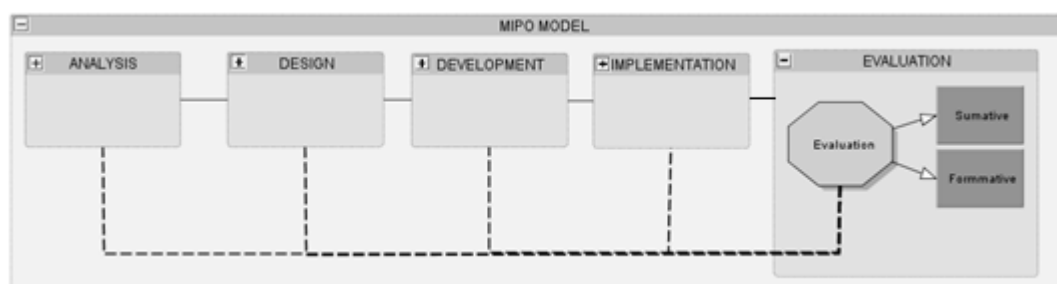 MIPO MODEL
ANALYSIS
DESIGN
DEVELOPMENT
IMPLEMENTATION
EVALUATION
Evaluation
Sumative
Formmative